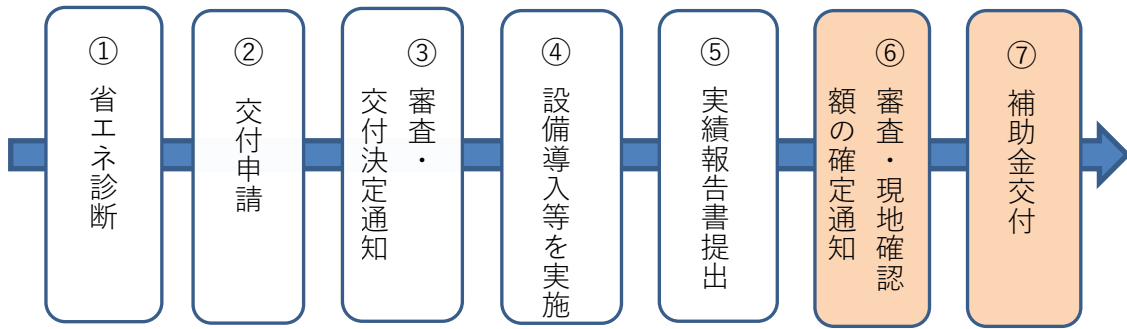 ①
省エネ診断
②
交付申請
③
審査・
交付決定通知
④
設備導入等を実施
⑤
実績報告書提出
⑥
審査・現地確認
額の確定通知
⑦
補助金交付